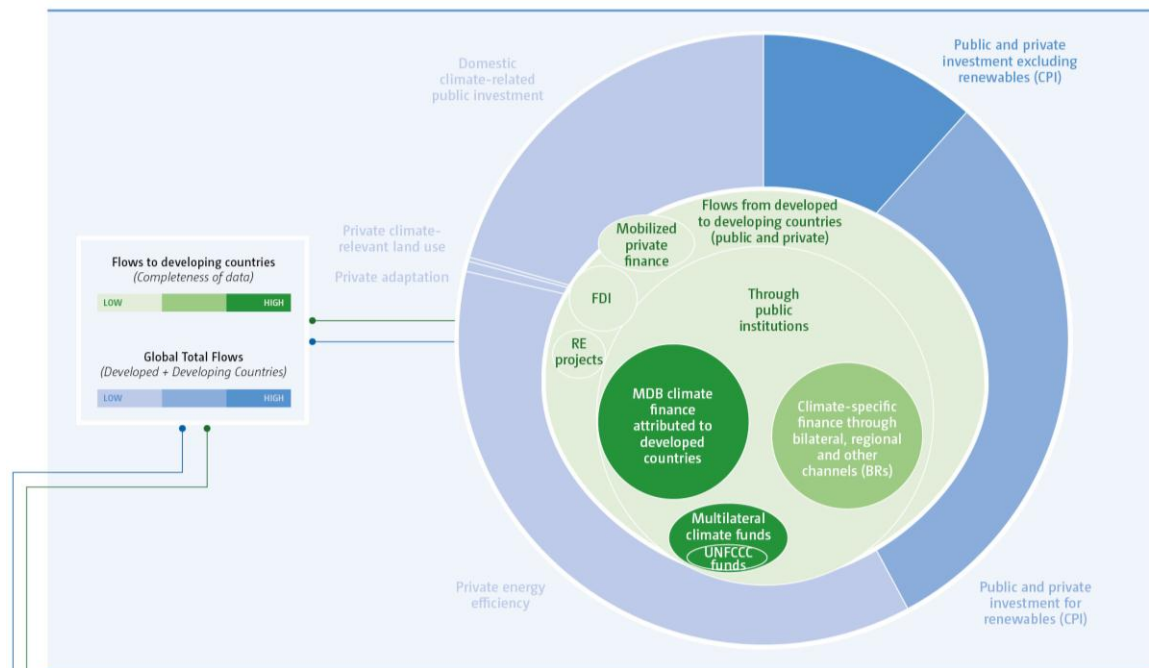 Domestic
climate-related
public investment
Public and private
investment excluding
renewables (CPI)
Private climate-
relevant land use
Private adaptation
Flows to developing countries
(Completeness of data)
LOW HIGH
Global Total Flows
(Developed + Developing Countries)
LOW HIGH
Flows from developed
to developing countries
(public and private)
Mobilized
private
finance
FDI
RE
projects
Through
public
institutions
MDB climate
finance
attributed to
developed
countries
Climate-specific
finance through
bilateral, regional
and other
channels (BRs)
Multilateral
climate funds
UNFCCC
funds
Private energy
efficiency
Public and private
investment for
renewables (CPI)